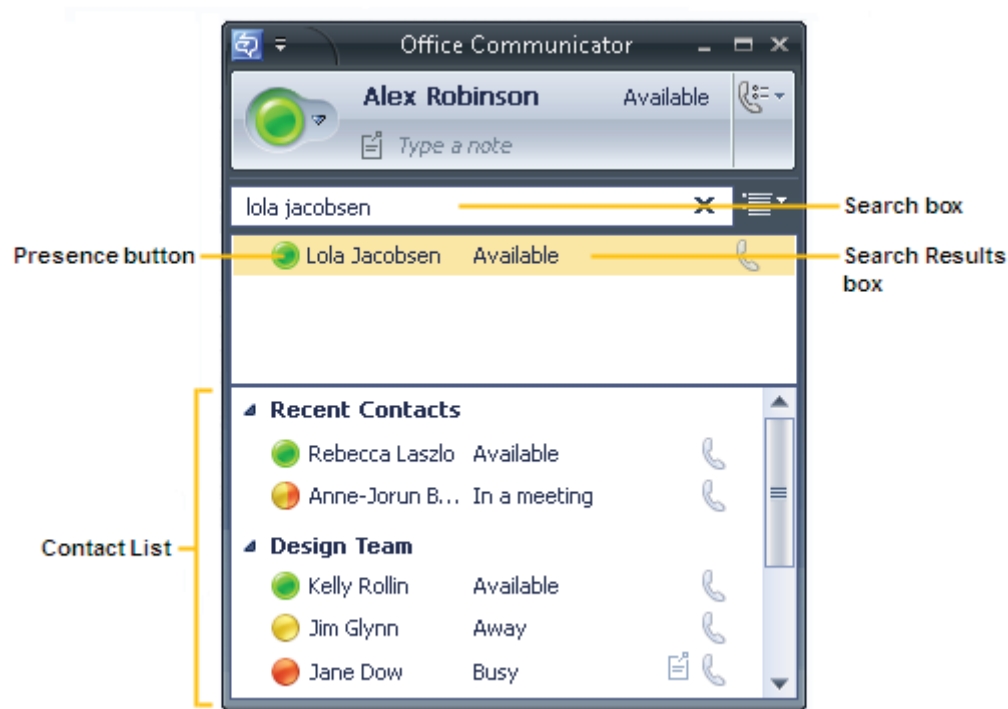 Office Communicator
Alex Robinson Available
Type a note
lola jacobsen
Search box
Presence button
Lola Jacobsen Available
Search Results
box
Recent Contacts
Rebecca Laszlo Available
Anne-Jorun B... In a meeting
Contact List
Design Team
Kelly Rollin Available
Jim Glynn Away
Jane Dow Busy